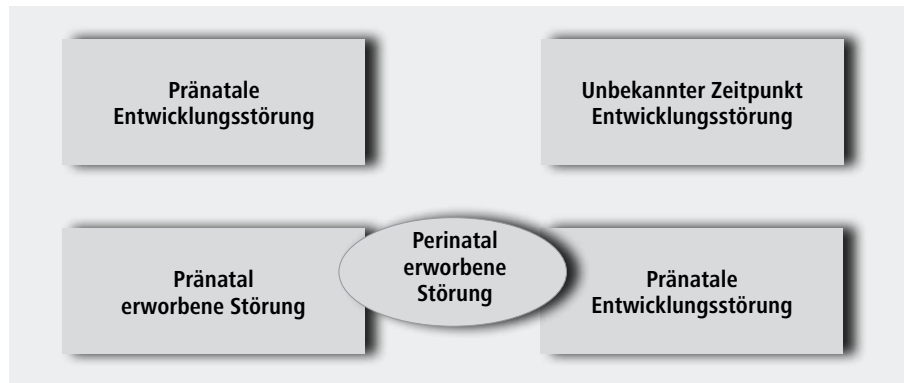 Pränatale
Entwicklungsstörung
Unbekannter Zeitpunkt
Entwicklungsstörung
Pränatal
erworbene Störung
Perinatal
erworbene
Störung
Pränatale
Entwicklungsstörung